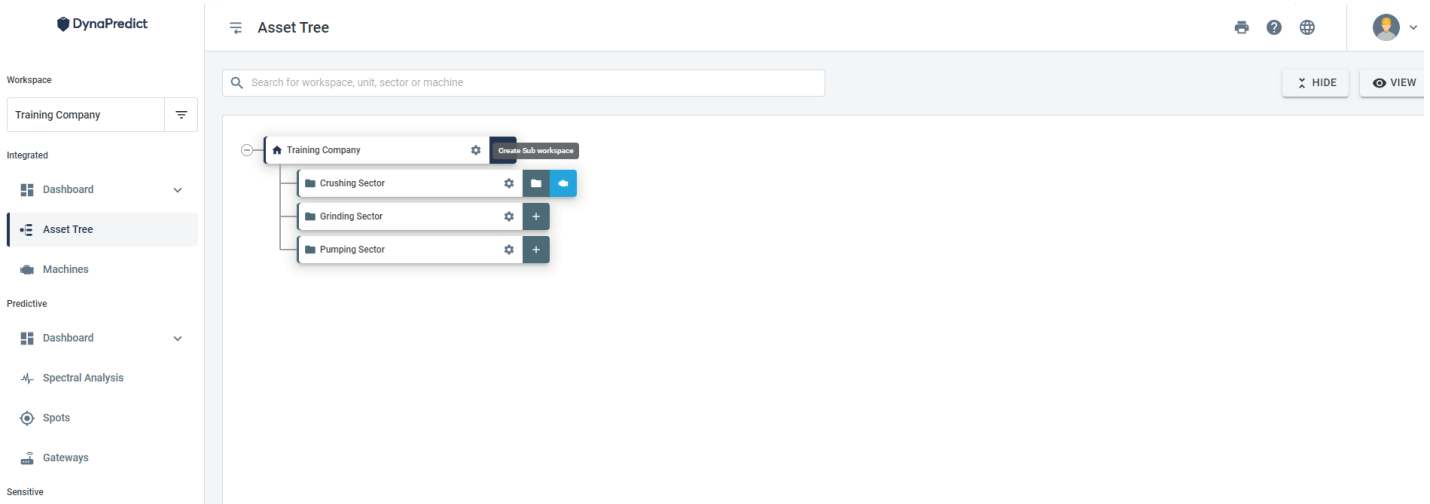 DynaPredict
Asset Tree
Workspace
Search for workspace, unit, sector or machine
HIDE
VIEW
Training Company
Integrated
Dashboard
Asset Tree
Machines
Predictive
Dashboard
Spectral Analysis
Spots
Gateways
Sensitive
Training Company
Create Sub workspace
Crushing Sector
Grinding Sector
Pumping Sector